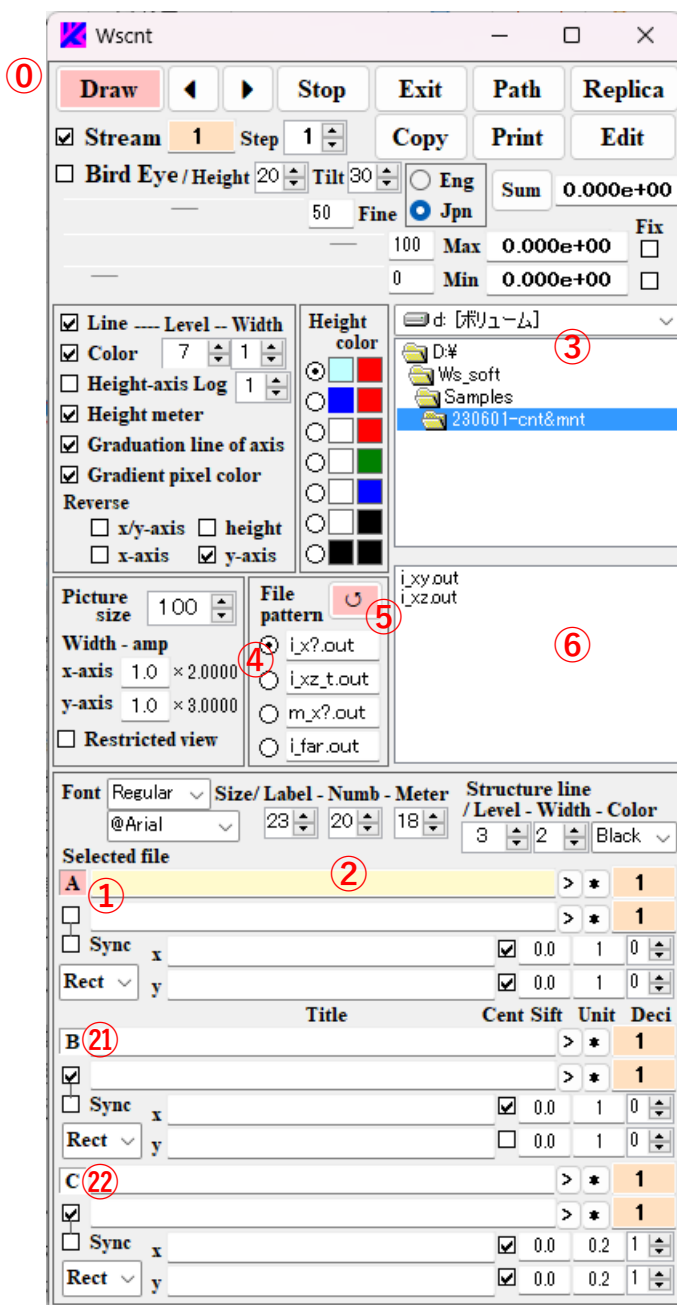 Wscnt
⓪
Draw ◀ ▶ Stop Exit Path Replica
Stream 1 Step 1 Copy Print Edit
Bird Eye / Height 20 Tilt 30 Eng Sum 0.000e+00
50 Fine Jpn Fix
100 Max 0.000e+00
0 Min 0.000e+00
Line ---- Level -- Width
Color 7 1
Height-axis Log 1
Height meter
Graduation line of axis
Gradient pixel color
Reverse
x/y-axis height
x-axis y-axis
Height
color
d: [ボリューム]
③
D:¥
Ws_soft
Samples
230601-cnt&mnt
Picture
size 100
Width - amp
x-axis 1.0 × 2.0000
y-axis 1.0 × 3.0000
Restricted view
File
pattern ↺
⑤
④
i_x?.out
i_xz_t.out
m_x?.out
i_far.out
i_xy.out
i_xz.out
⑥
Font Regular Size/ Label - Numb - Meter Structure line
/ Level - Width - Color
@Arial 23 20 18 3 2 Black
Selected file
②
A > * 1
①
> * 1
Sync x 0.0 1 0
Rect y 0.0 1 0
Title Cent Sift Unit Deci
B ㉑ > * 1
> * 1
Sync x 0.0 1 0
Rect y 0.0 1 0
C ㉒ > * 1
> * 1
Sync x 0.0 0.2 1
Rect y 0.0 0.2 1